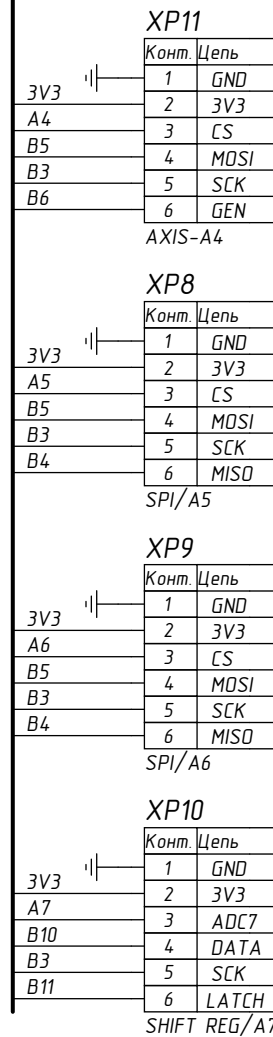 XP11
Конт. Цепь
1 GND
3V3 2 3V3
A4 3 CS
B5 4 MOSI
B3 5 SCK
B6 6 GEN
AXIS-A4
XP8
Конт. Цепь
1 GND
3V3 2 3V3
A5 3 CS
B5 4 MOSI
B3 5 SCK
B4 6 MISO
SPI/A5
XP9
Конт. Цепь
1 GND
3V3 2 3V3
A6 3 CS
B5 4 MOSI
B3 5 SCK
B4 6 MISO
SPI/A6
XP10
Конт. Цепь
1 GND
3V3 2 3V3
A7 3 ADC7
B10 4 DATA
B3 5 SCK
B11 6 LATCH
SHIFT REG/A7